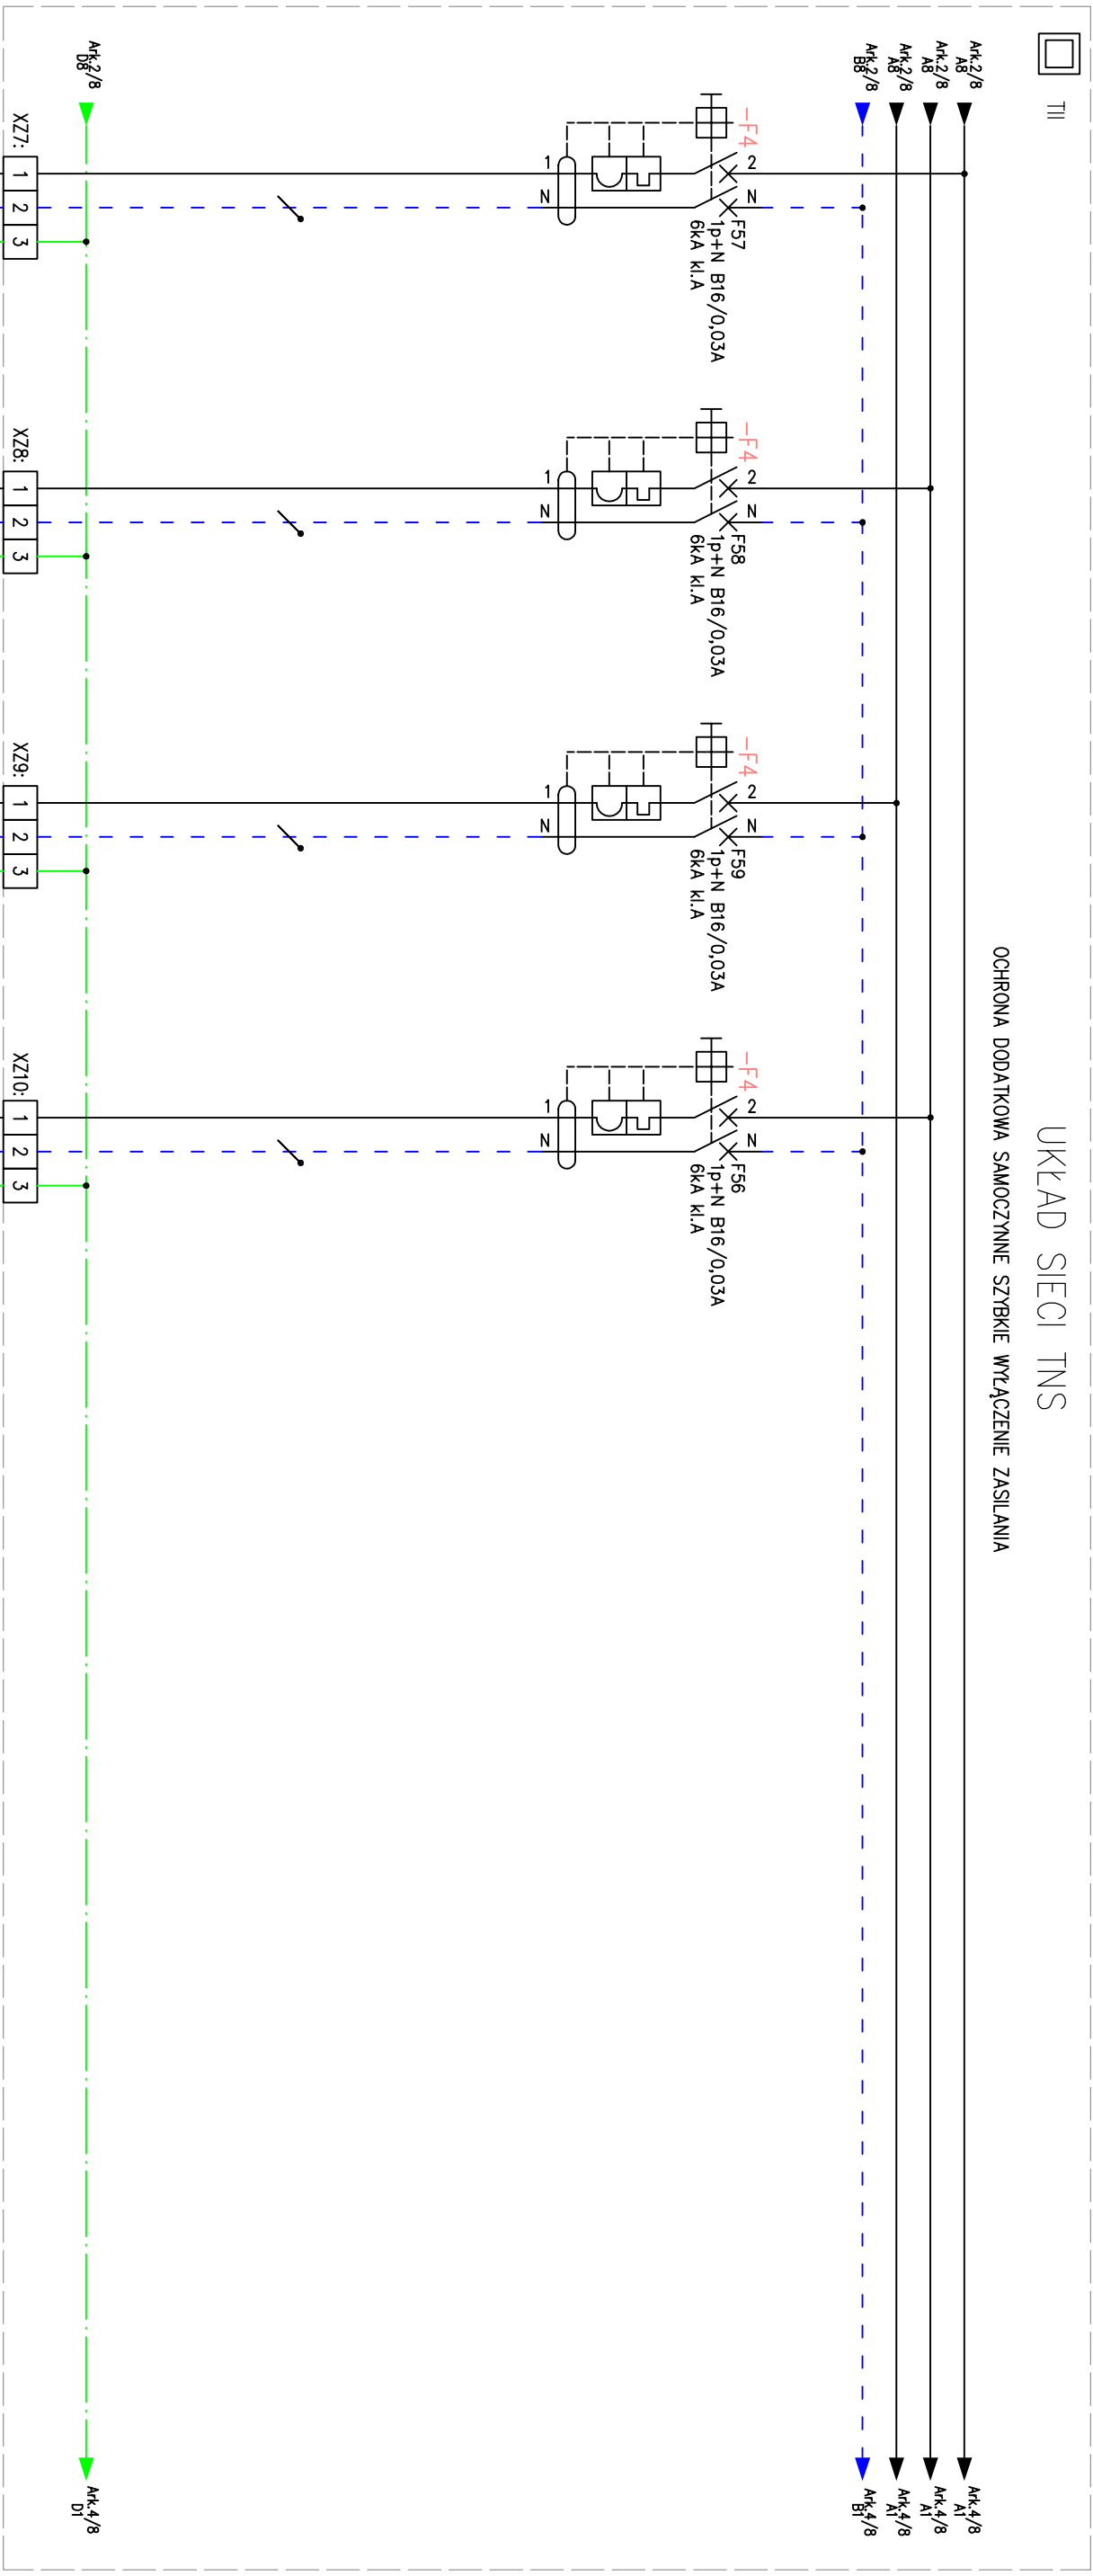 TII
UKŁAD SIECI TNS
OCHRONA DODATKOWA SAMOCZYNNE SZYBKIE WYŁĄCZENIE ZASILANIA
Ark.2/8
A8
Ark.4/8
A1
Ark.2/8
A8
Ark.4/8
A1
Ark.2/8
A8
Ark.4/8
A1
Ark.2/8
B8
Ark.4/8
B1
-F4
2
N
F57
1p+N B16/0,03A
6kA kl.A
1
N
-F4
2
N
F58
1p+N B16/0,03A
6kA kl.A
1
N
-F4
2
N
F59
1p+N B16/0,03A
6kA kl.A
1
N
-F4
2
N
F56
1p+N B16/0,03A
6kA kl.A
1
N
Ark.2/8
D8
Ark.4/8
D1
XZ7:
1
2
3
XZ8:
1
2
3
XZ9:
1
2
3
XZ10:
1
2
3